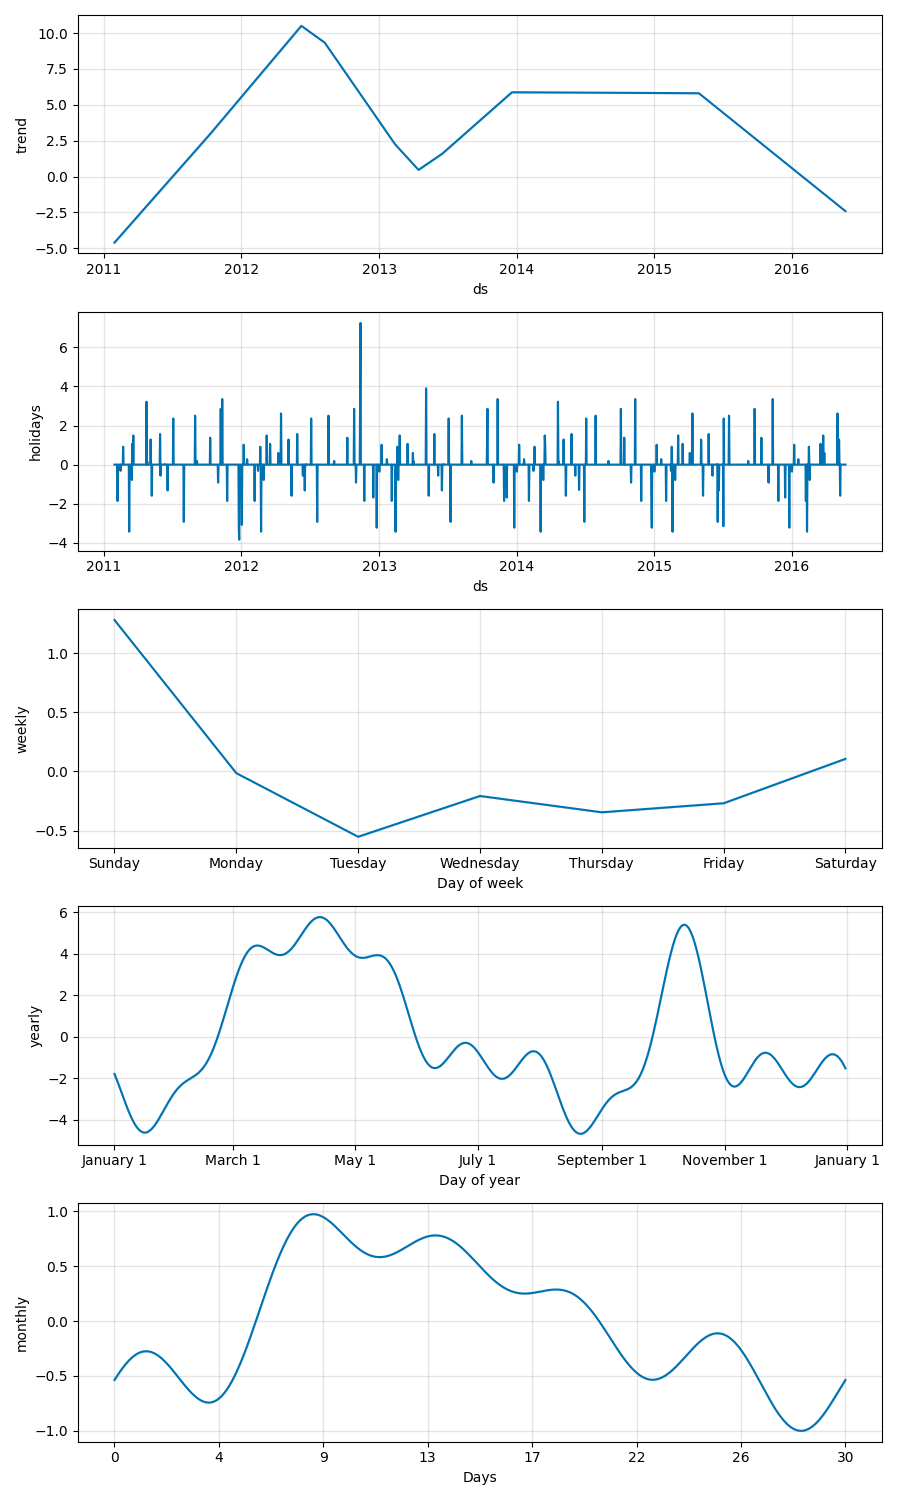 10.0
7.5
5.0
2.5
0.0
−2.5
−5.0
trend
2011 2012 2013 2014 2015 2016
ds
6
4
2
0
−2
−4
holidays
2011 2012 2013 2014 2015 2016
ds
1.0
0.5
0.0
−0.5
weekly
Sunday Monday Tuesday Wednesday Thursday Friday Saturday
Day of week
6
4
2
0
−2
−4
yearly
January 1 March 1 May 1 July 1 September 1 November 1 January 1
Day of year
1.0
0.5
0.0
−0.5
−1.0
monthly
0 4 9 13 17 22 26 30
Days